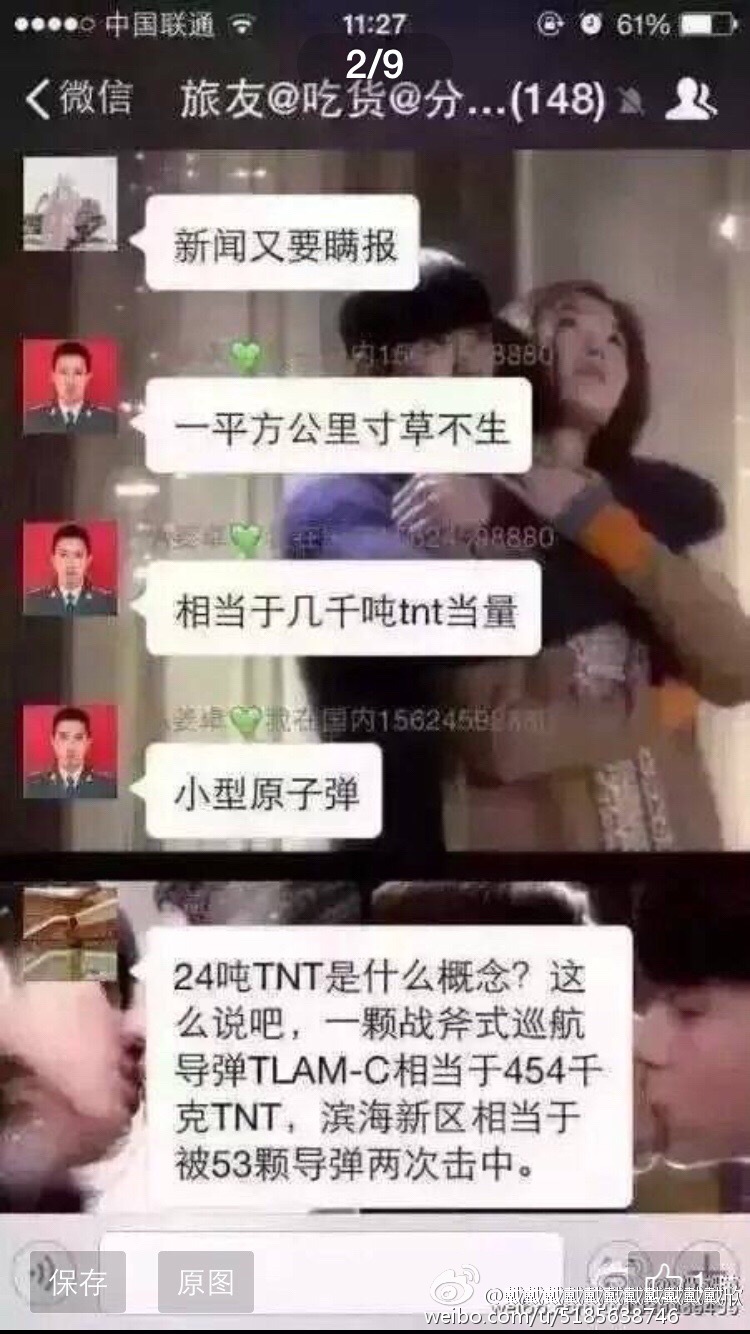 中国联通 11:27 61%
2/9
微信 旅友@吃货@分...(148)
新闻又要瞒报
一平方公里寸草不生
相当于几千吨tnt当量
小型原子弹
24吨TNT是什么概念？这
么说吧，一颗战斧式巡航
导弹TLAM-C相当于454千
克TNT，滨海新区相当于
被53颗导弹两次击中。
保存 原图
weibo.com/u/5185638746